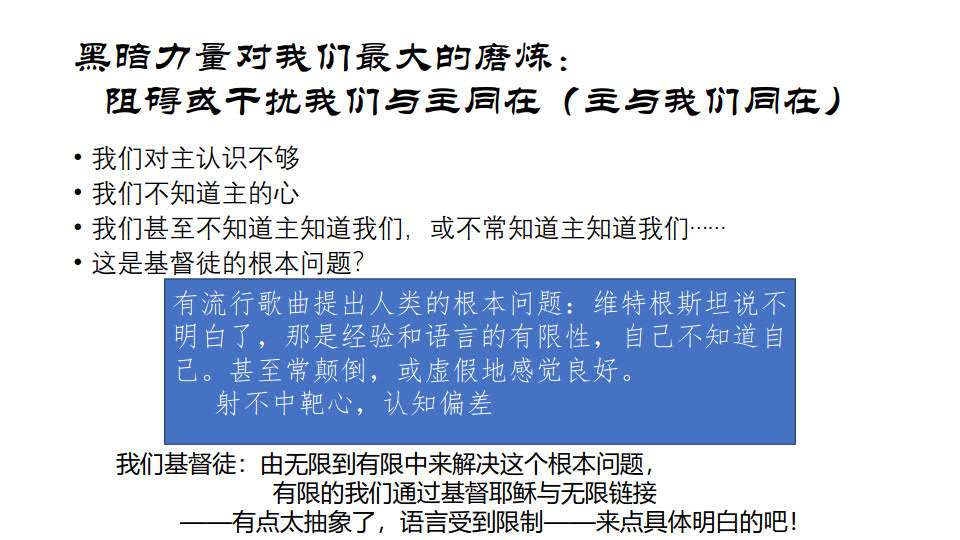 黑暗力量对我们最大的磨炼：
阻碍或干扰我们与主同在（主与我们同在）
• 我们对主认识不够
• 我们不知道主的心
• 我们甚至不知道主知道我们，或不常知道主知道我们……
• 这是基督徒的根本问题？
有流行歌曲提出人类的根本问题：维特根斯坦说不
明白了，那是经验和语言的有限性，自己不知道自
己。甚至常颠倒，或虚假地感觉良好。
射不中靶心，认知偏差
我们基督徒：由无限到有限中来解决这个根本问题，
有限的我们通过基督耶稣与无限链接
——有点太抽象了，语言受到限制——来点具体明白的吧！